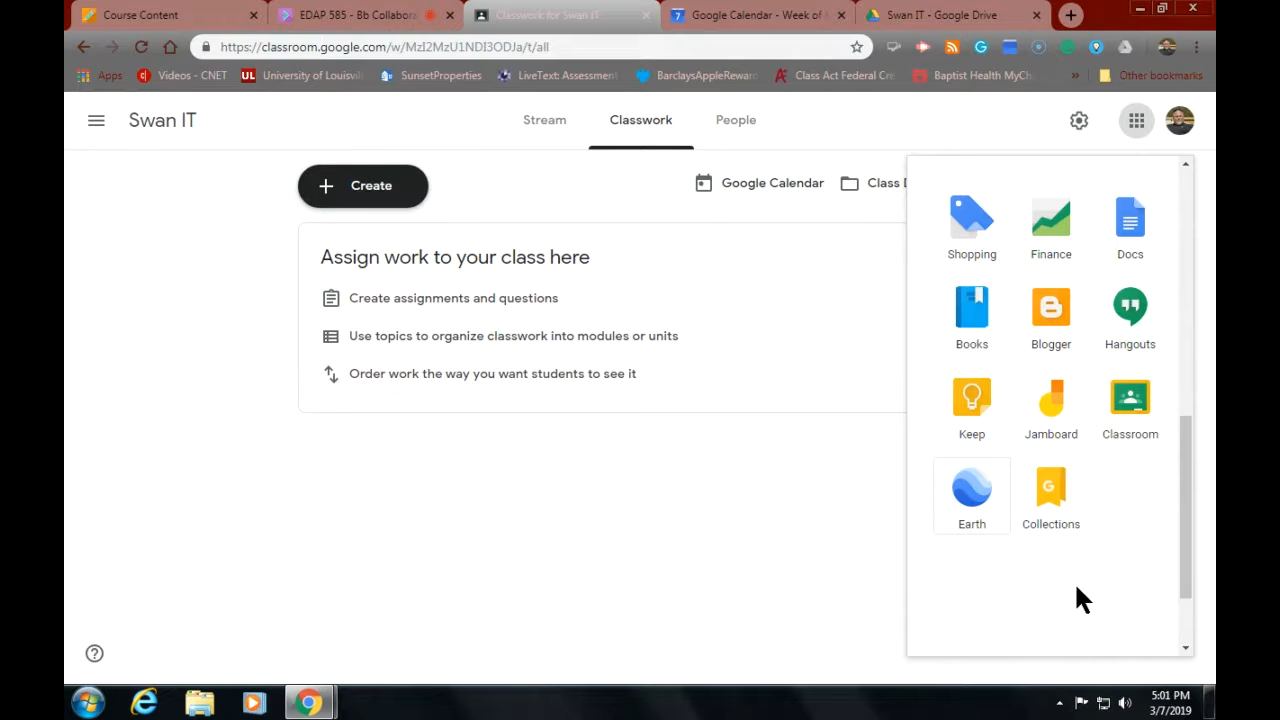 Course Content
EDAP 585 - Bb Collabora
Classwork for Swan IT
Google Calendar - Week of M
Swan IT - Google Drive
https://classroom.google.com/w/MzI2MzU1NDI3ODJa/t/all
Apps
Videos - CNET
University of Louisvil
SunsetProperties
LiveText: Assessment
BarclaysAppleRewar
Class Act Federal Cre
Baptist Health MyCh
»
Other bookmarks
Swan IT
Stream
Classwork
People
Create
Google Calendar
Class D
Assign work to your class here
Create assignments and questions
Use topics to organize classwork into modules or units
Order work the way you want students to see it
Shopping
Finance
Docs
Books
Blogger
Hangouts
Keep
Jamboard
Classroom
Earth
Collections
5:01 PM
3/7/2019